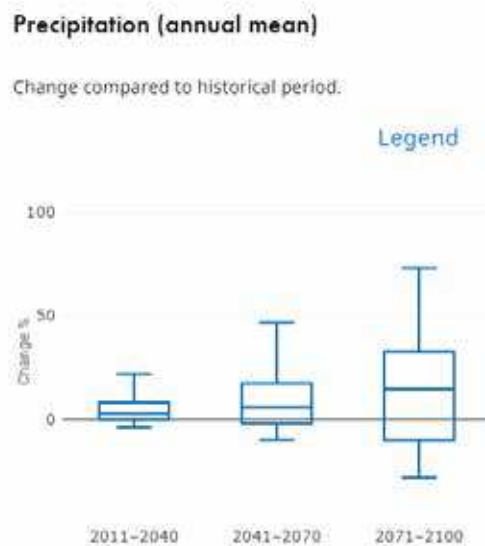 Precipitation (annual mean)
Change compared to historical period.
Legend
100
50
0
Change %
2011-2040
2041-2070
2071-2100